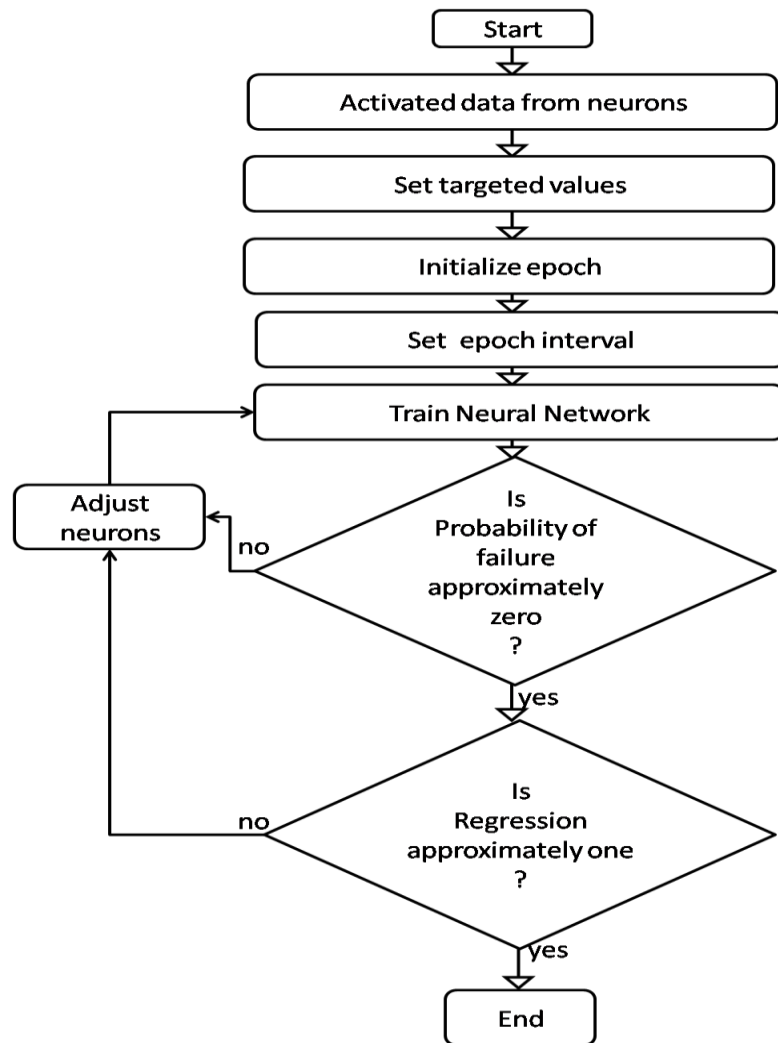 Start
Activated data from neurons
Set targeted values
Initialize epoch
Set epoch interval
Train Neural Network
Adjust
neurons
no
Is
Probability of
failure
approximately
zero
?
yes
no
Is
Regression
approximately one
?
yes
End